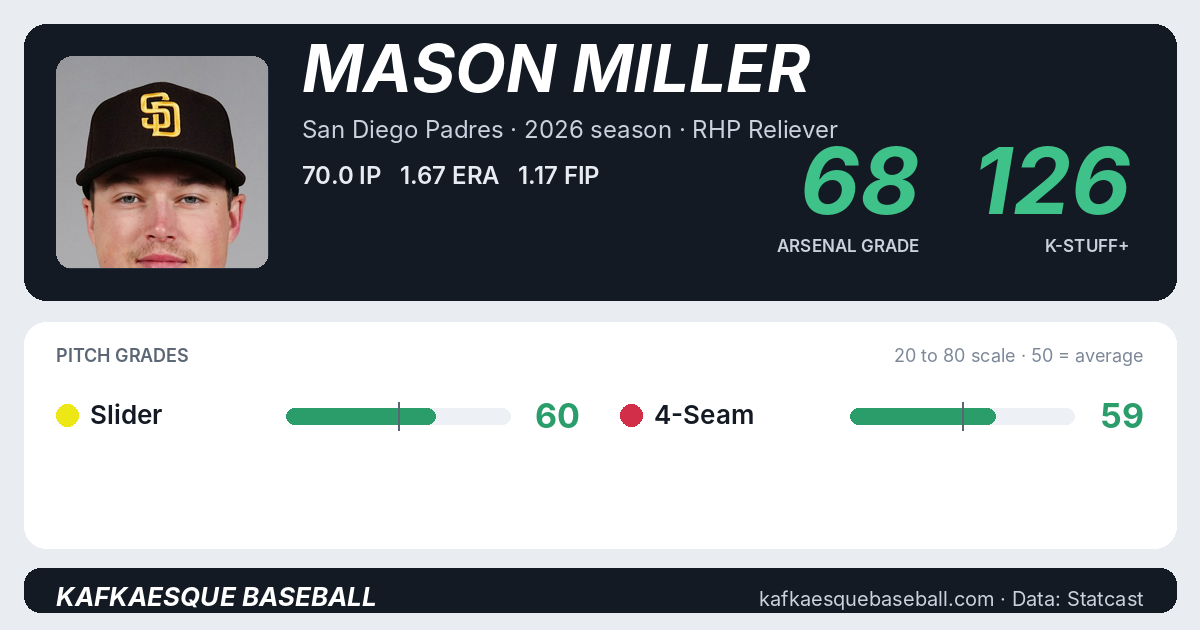 SD
MASON MILLER
San Diego Padres · 2026 season · RHP Reliever
70.0 IP 1.67 ERA 1.17 FIP
68 126
ARSENAL GRADE K-STUFF+
PITCH GRADES 20 to 80 scale · 50 = average
Slider 60 4-Seam 59
KAFKAESQUE BASEBALL kafkaesquebaseball.com · Data: Statcast